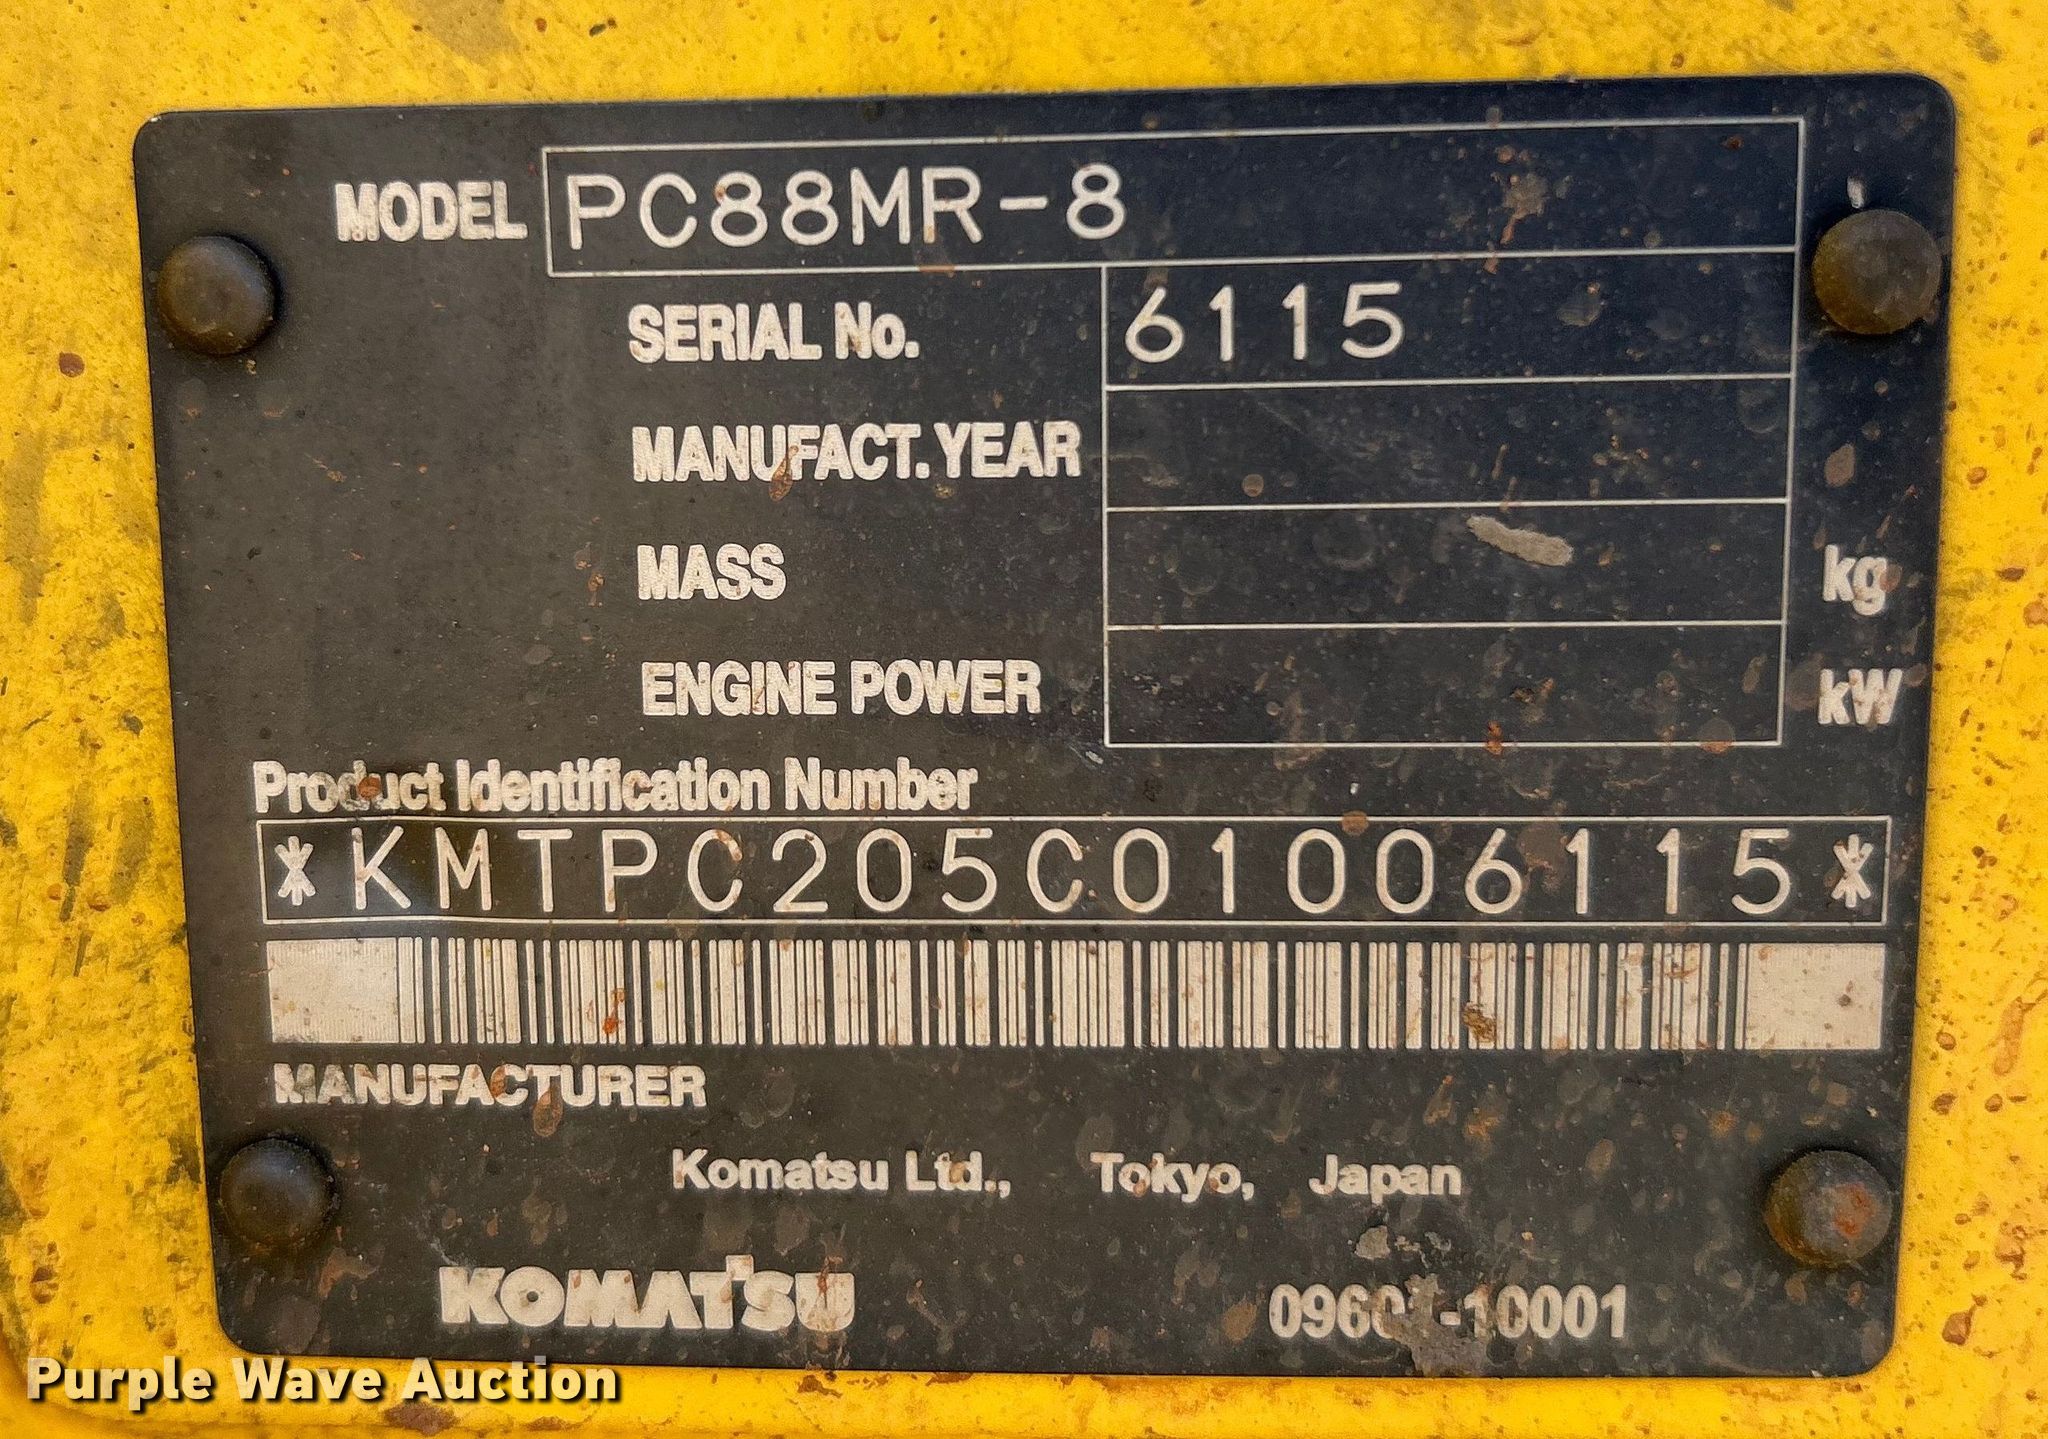 MODEL PC88MR-8
SERIAL No. 6115
MANUFACT. YEAR
MASS kg
ENGINE POWER kW
Product Identification Number
*KMTPC205C01006115*
MANUFACTURER
Komatsu Ltd., Tokyo, Japan
KOMATSU
Purple Wave Auction